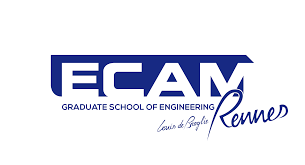 ECAM
GRADUATE SCHOOL OF ENGINEERING
Louis de Broglie
Rennes